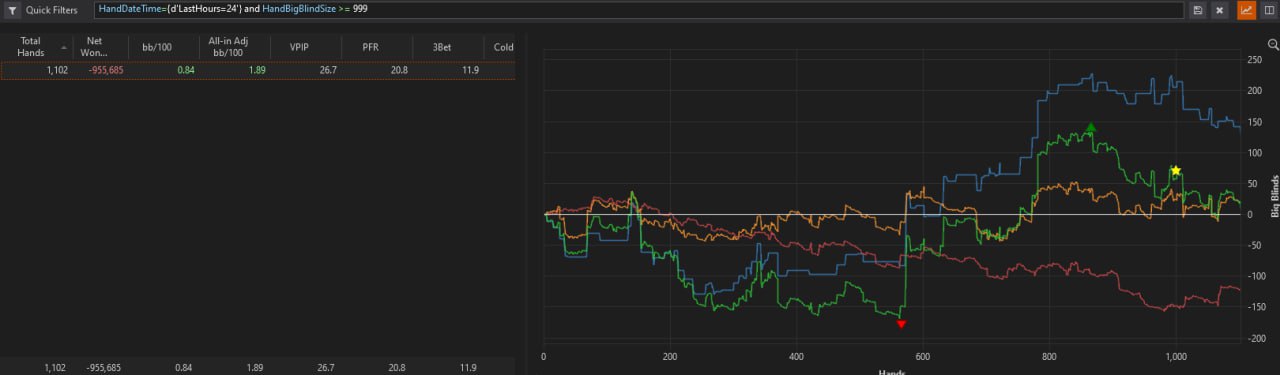 Quick Filters HandDateTime={d'LastHours=24'} and HandBigBlindSize >= 999
Total Hands Net Won... bb/100 All-in Adj bb/100 VPIP PFR 3Bet Cold
1,102 -955,685 0.84 1.89 26.7 20.8 11.9
1,102 -955,685 0.84 1.89 26.7 20.8 11.9
250
200
150
100
50
0
-50
-100
-150
-200
Big Blinds
0 200 400 600 800 1,000
Hands